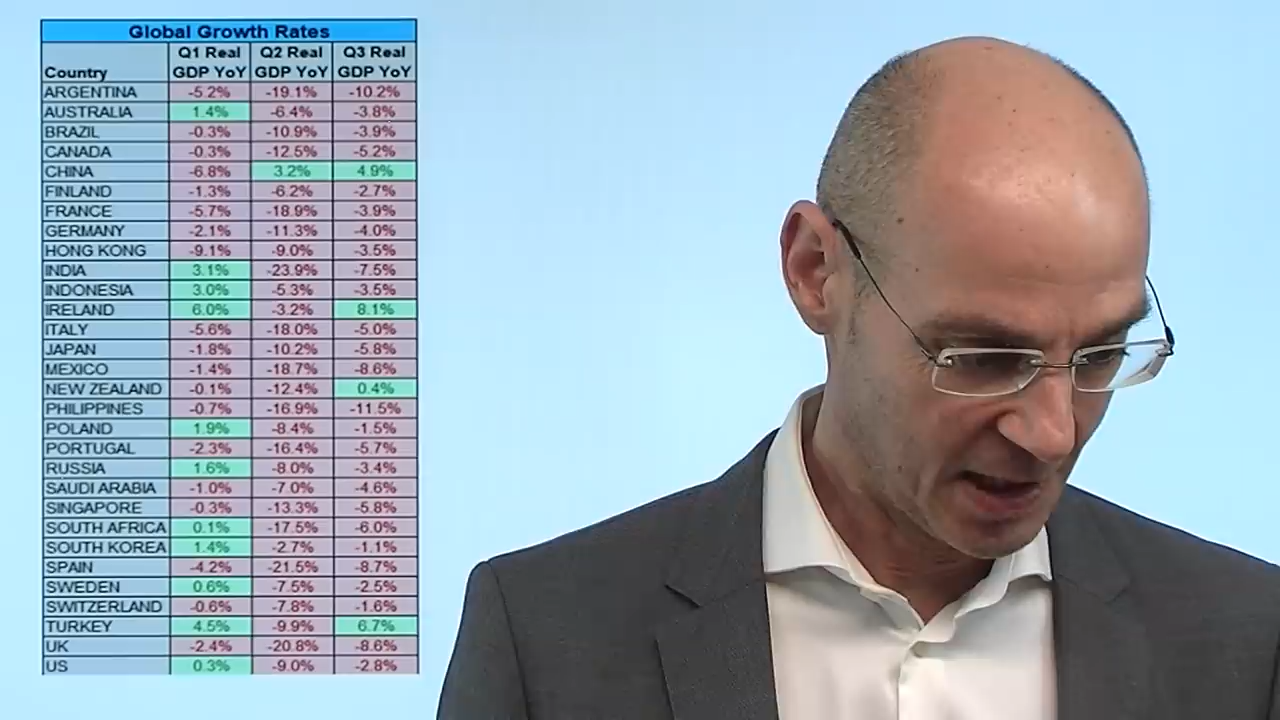 Global Growth Rates
Country Q1 Real GDP YoY Q2 Real GDP YoY Q3 Real GDP YoY
ARGENTINA -5.2% -19.1% -10.2%
AUSTRALIA 1.4% -6.4% -3.8%
BRAZIL -0.3% -10.9% -3.9%
CANADA -0.3% -12.5% -5.2%
CHINA -6.8% 3.2% 4.9%
FINLAND -1.3% -6.2% -2.7%
FRANCE -5.7% -18.9% -3.9%
GERMANY -2.1% -11.3% -4.0%
HONG KONG -9.1% -9.0% -3.5%
INDIA 3.1% -23.9% -7.5%
INDONESIA 3.0% -5.3% -3.5%
IRELAND 6.0% -3.2% 8.1%
ITALY -5.6% -18.0% -5.0%
JAPAN -1.8% -10.2% -5.8%
MEXICO -1.4% -18.7% -8.6%
NEW ZEALAND -0.1% -12.4% 0.4%
PHILIPPINES -0.7% -16.9% -11.5%
POLAND 1.9% -8.4% -1.5%
PORTUGAL -2.3% -16.4% -5.7%
RUSSIA 1.6% -8.0% -3.4%
SAUDI ARABIA -1.0% -7.0% -4.6%
SINGAPORE -0.3% -13.3% -5.8%
SOUTH AFRICA 0.1% -17.5% -6.0%
SOUTH KOREA 1.4% -2.7% -1.1%
SPAIN -4.2% -21.5% -8.7%
SWEDEN 0.6% -7.5% -2.5%
SWITZERLAND -0.6% -7.8% -1.6%
TURKEY 4.5% -9.9% 6.7%
UK -2.4% -20.8% -8.6%
US 0.3% -9.0% -2.8%